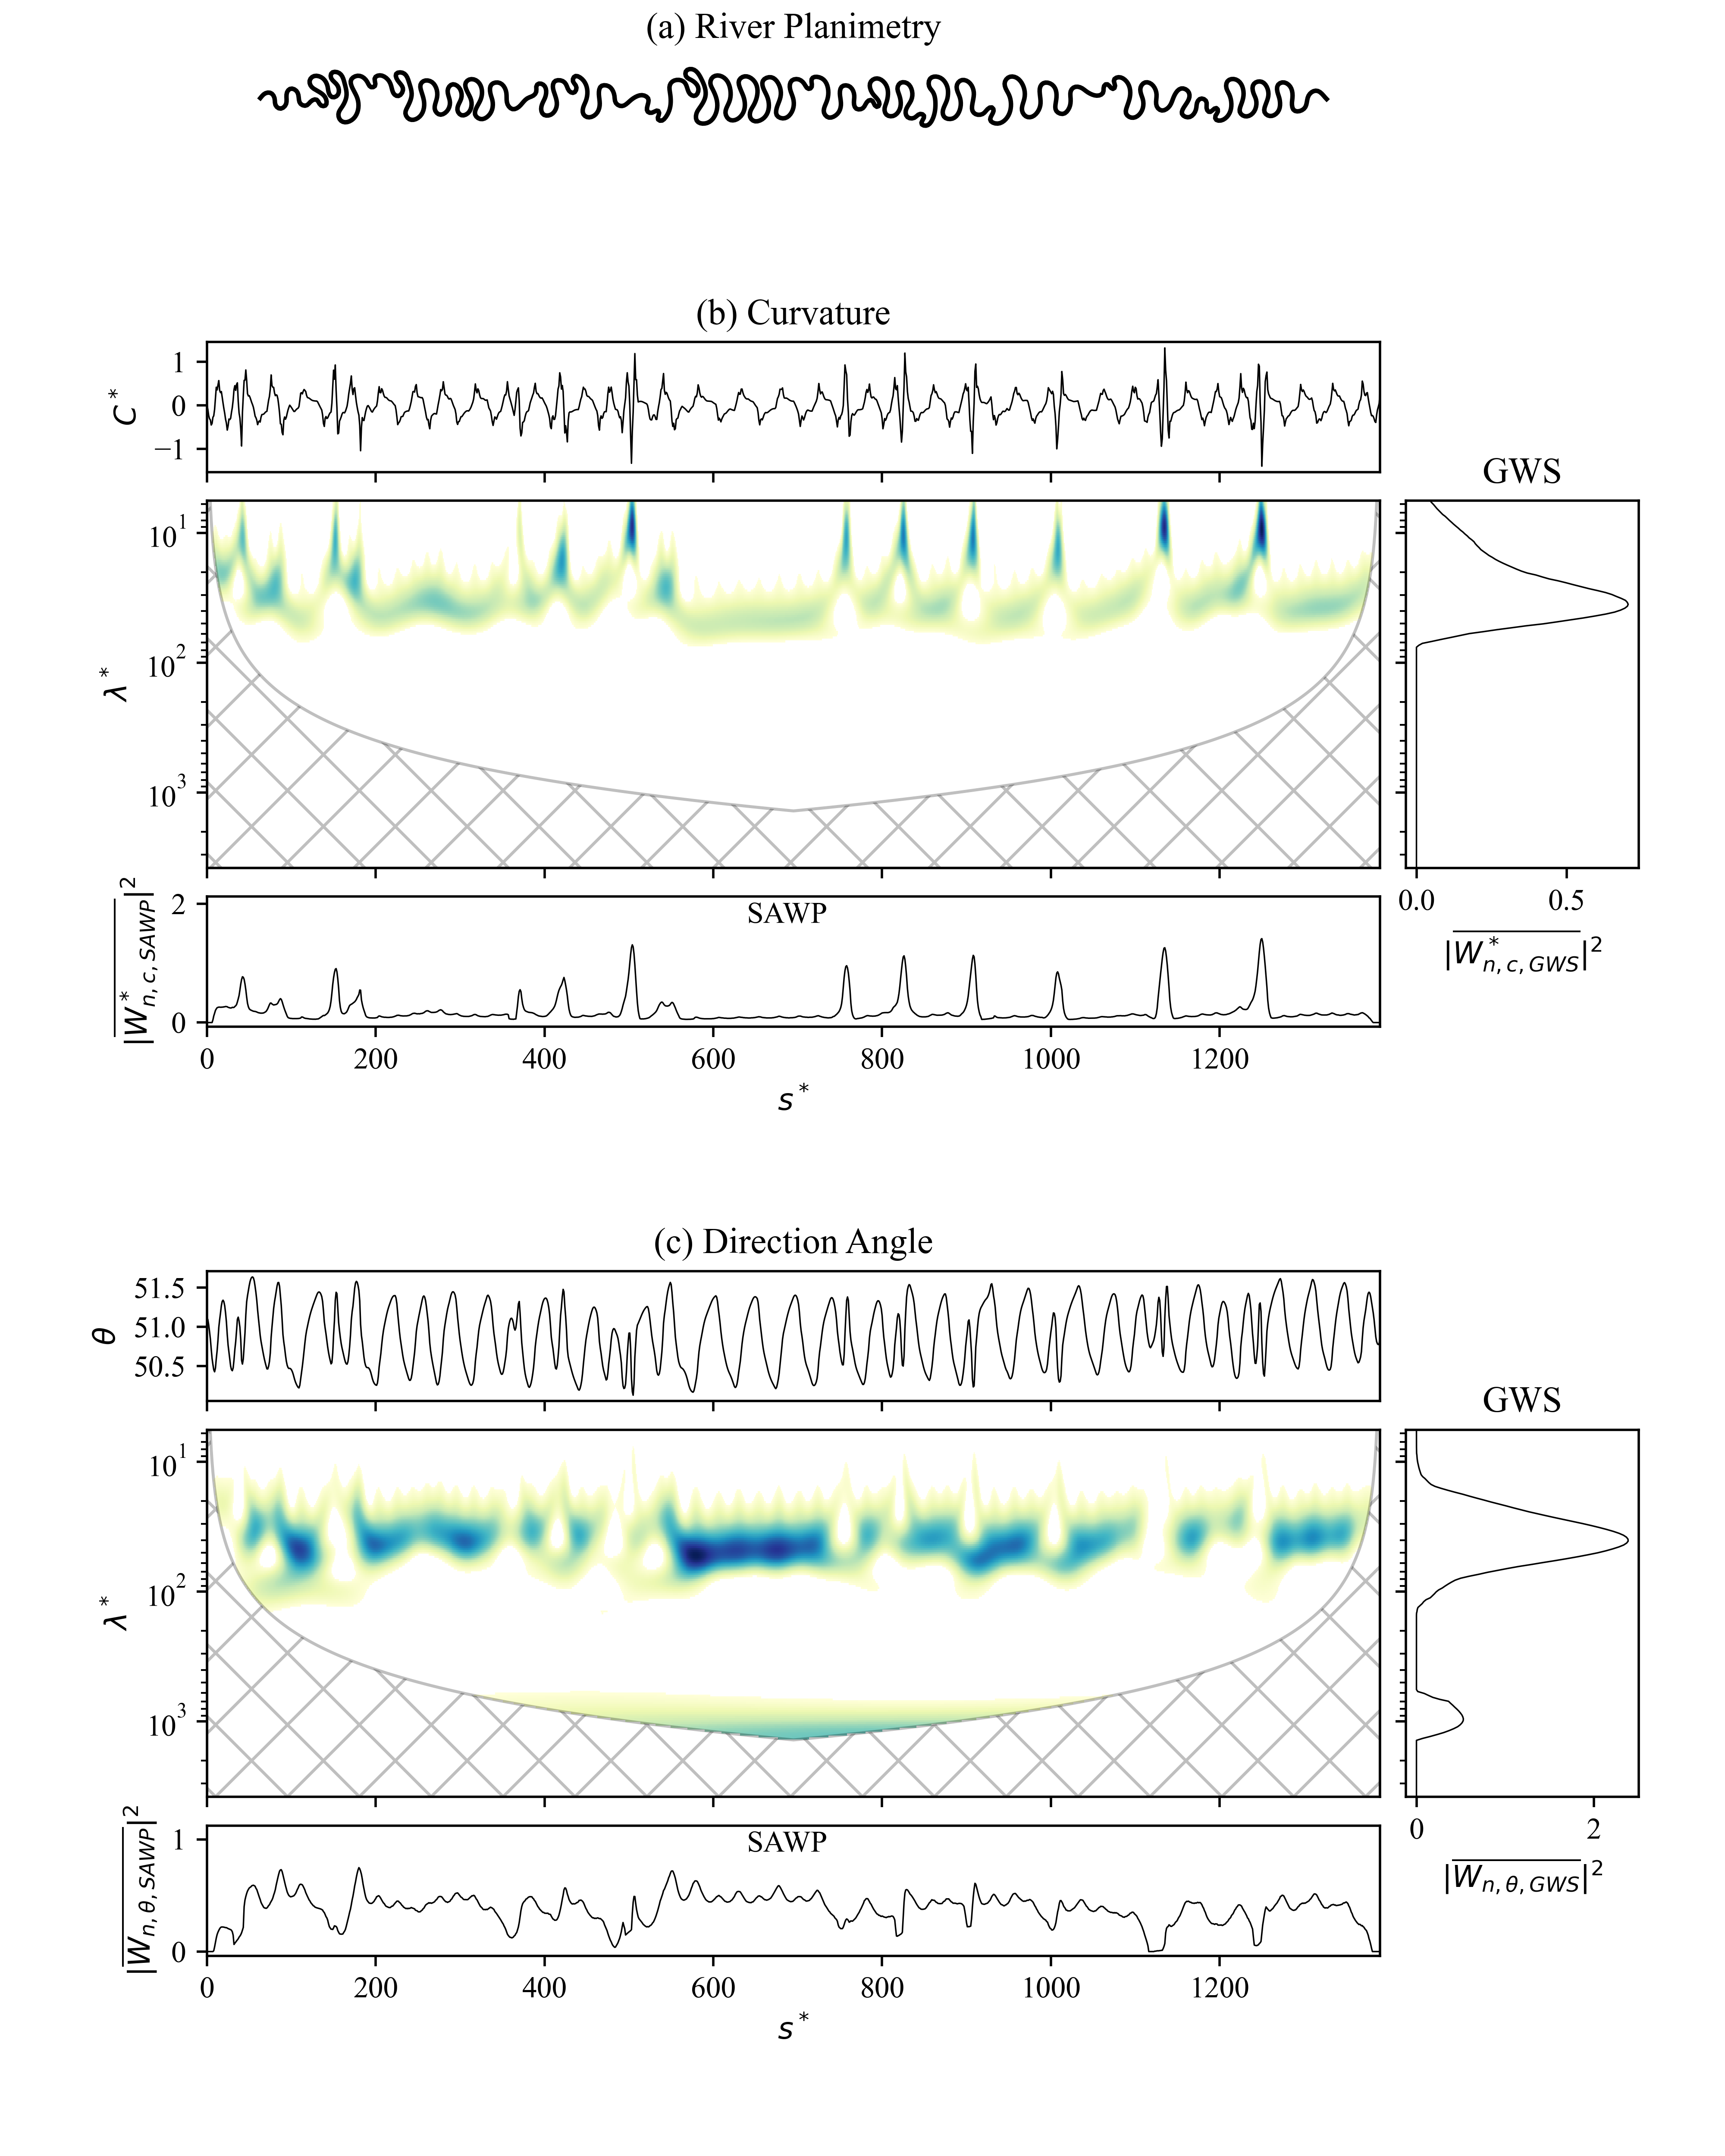 (a) River Planimetry
(b) Curvature
C*
1
0
−1
GWS
λ*
10¹
10²
10³
0.0 0.5
|W*n,c,GWS|²
SAWP
|W*n,c,SAWP|²
2
0
0 200 400 600 800 1000 1200
s*
(c) Direction Angle
θ
51.5
51.0
50.5
GWS
λ*
10¹
10²
10³
0 2
|Wn,θ,GWS|²
SAWP
|Wn,θ,SAWP|²
1
0
0 200 400 600 800 1000 1200
s*